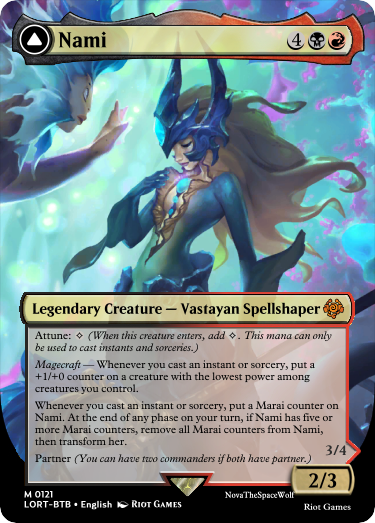 Nami 4
Legendary Creature — Vastayan Spellshaper
Attune: ✧ (When this creature enters, add ✧. This mana can only
be used to cast instants and sorceries.)
Magecraft — Whenever you cast an instant or sorcery, put a
+1/+0 counter on a creature with the lowest power among
creatures you control.
Whenever you cast an instant or sorcery, put a Marai counter on
Nami. At the end of any phase on your turn, if Nami has five or
more Marai counters, remove all Marai counters from Nami,
then transform her.
Partner (You can have two commanders if both have partner.)
3/4
2/3
M 0121
LORT-BTB • English RIOT GAMES
NovaTheSpaceWolf
Riot Games